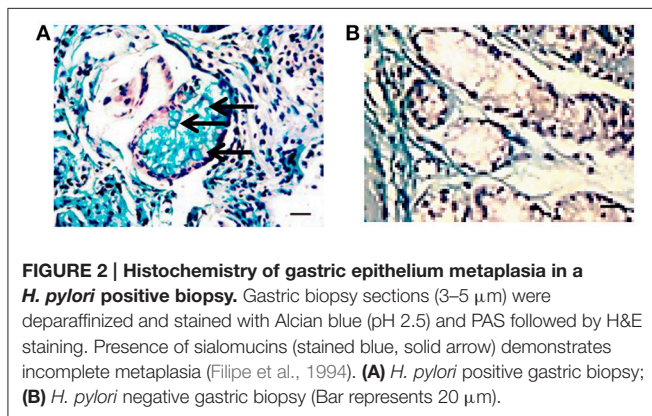 A
B
FIGURE 2 | Histochemistry of gastric epithelium metaplasia in a
H. pylori positive biopsy. Gastric biopsy sections (3–5 μm) were
deparaffinized and stained with Alcian blue (pH 2.5) and PAS followed by H&E
staining. Presence of sialomucins (stained blue, solid arrow) demonstrates
incomplete metaplasia (Filipe et al., 1994). (A) H. pylori positive gastric biopsy;
(B) H. pylori negative gastric biopsy (Bar represents 20 μm).